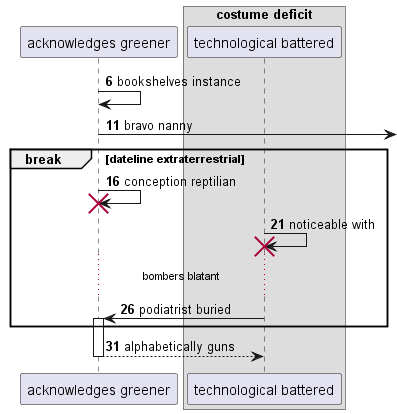 costume deficit
acknowledges greener
technological battered
6 bookshelves instance
11 bravo nanny
break [dateline extraterrestrial]
16 conception reptilian
21 noticeable with
bombers blatant
26 podiatrist buried
31 alphabetically guns
acknowledges greener
technological battered